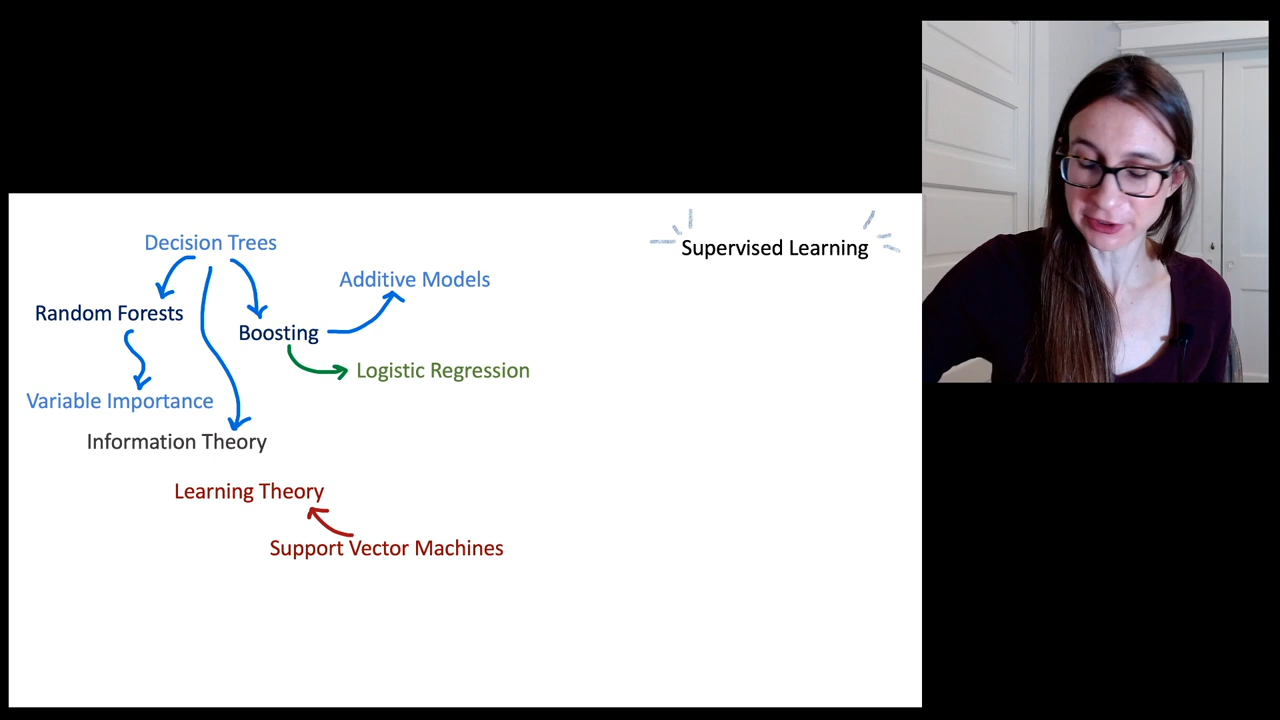 Decision Trees
Supervised Learning
Additive Models
Random Forests
Boosting
Logistic Regression
Variable Importance
Information Theory
Learning Theory
Support Vector Machines